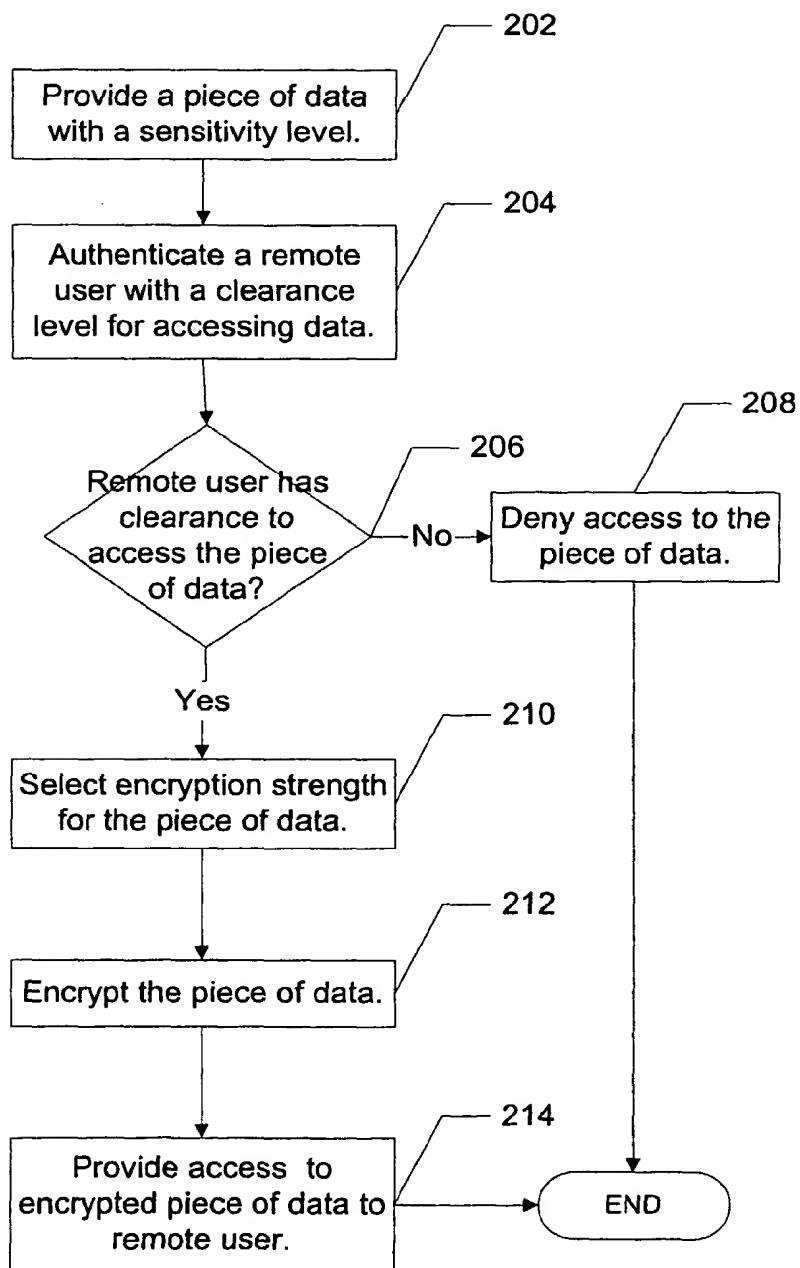 202
Provide a piece of data
with a sensitivity level.
204
Authenticate a remote
user with a clearance
level for accessing data.
208
206
Remote user has
clearance to
access the piece
of data?
No
Deny access to the
piece of data.
Yes
210
Select encryption strength
for the piece of data.
212
Encrypt the piece of data.
214
Provide access to
encrypted piece of data to
remote user.
END